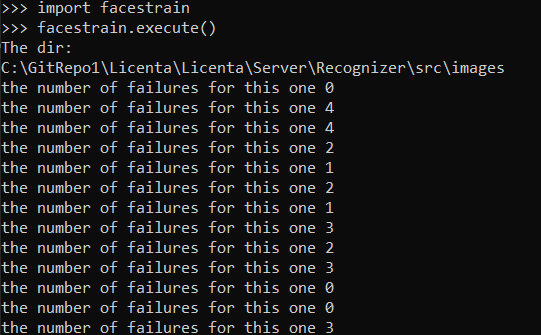 >>> import facestrain
>>> facestrain.execute()
The dir:
C:\GitRepo1\Licenta\Licenta\Server\Recognizer\src\images
the number of failures for this one 0
the number of failures for this one 4
the number of failures for this one 4
the number of failures for this one 2
the number of failures for this one 1
the number of failures for this one 2
the number of failures for this one 1
the number of failures for this one 3
the number of failures for this one 2
the number of failures for this one 3
the number of failures for this one 0
the number of failures for this one 0
the number of failures for this one 3